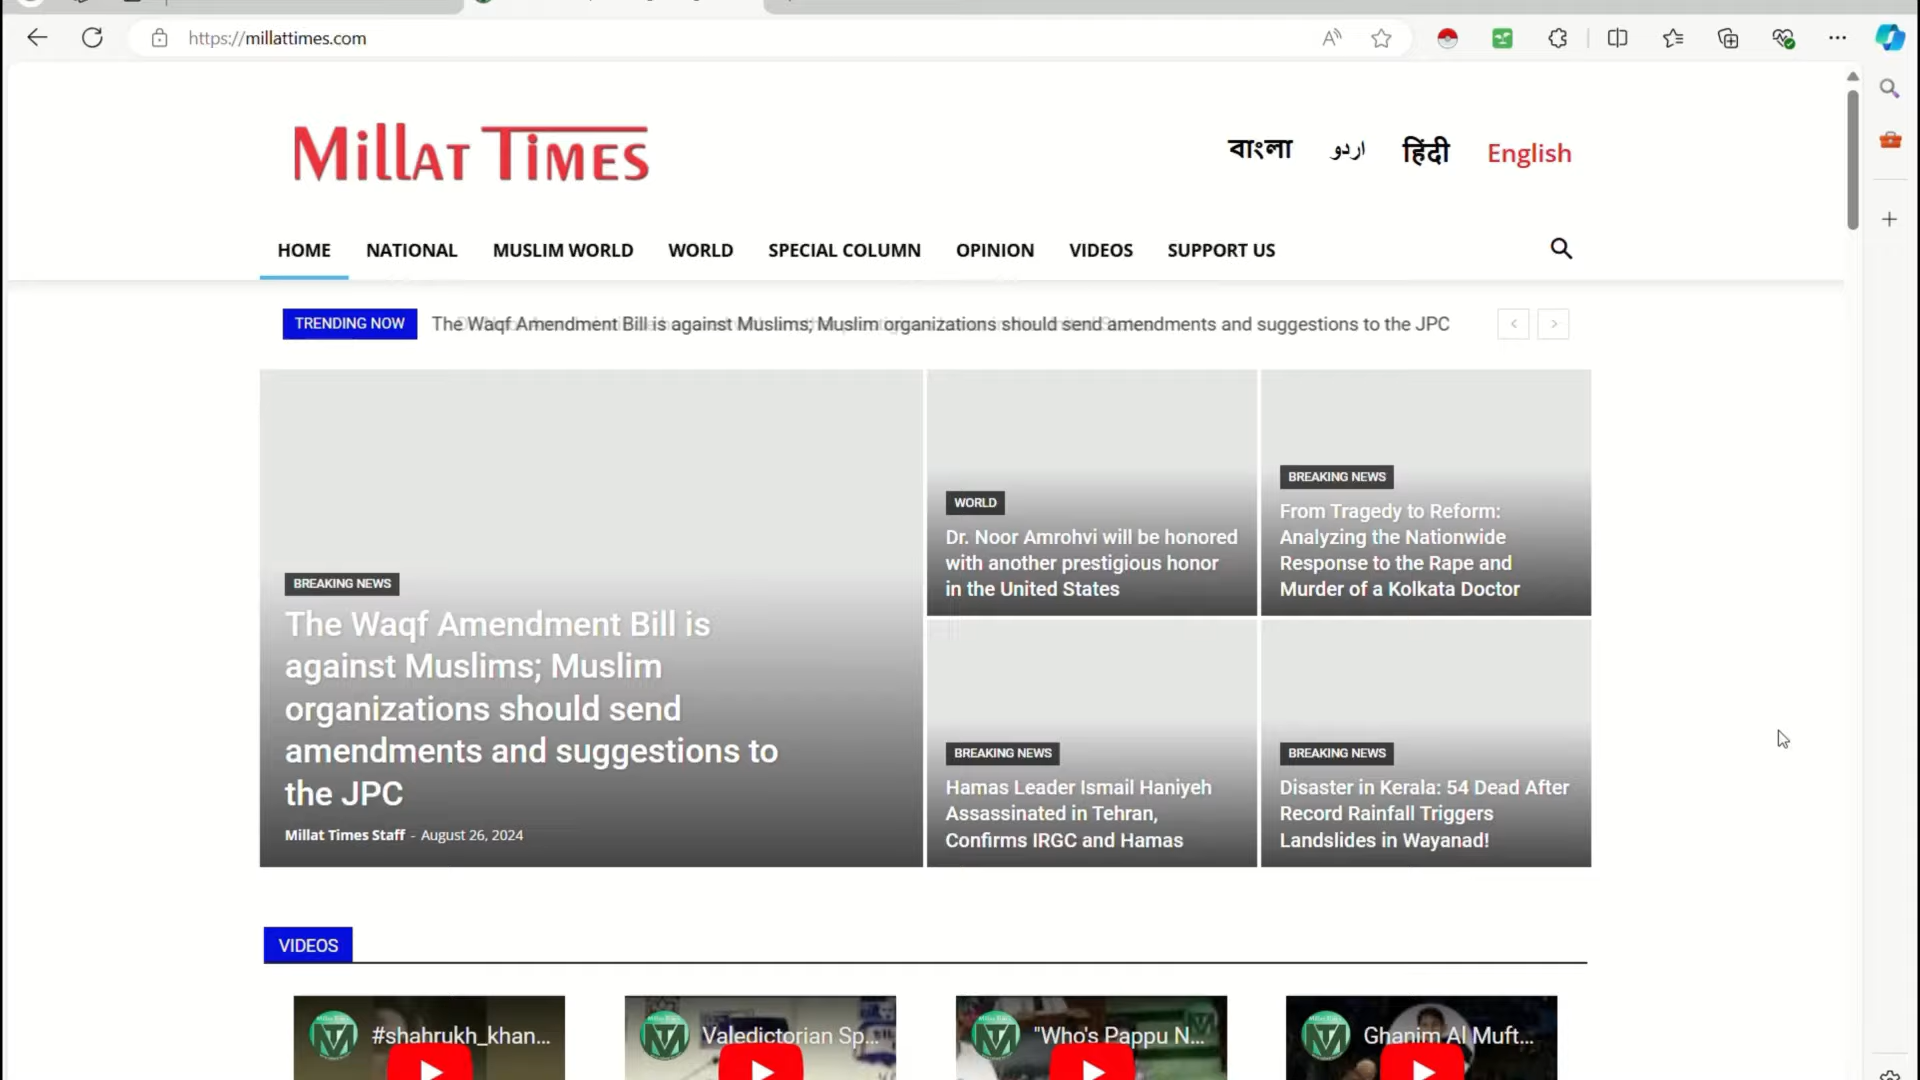 https://millattimes.com
MILLAT TIMES
বাংলা اردو हिंदी English
HOME NATIONAL MUSLIM WORLD WORLD SPECIAL COLUMN OPINION VIDEOS SUPPORT US
TRENDING NOW The Waqf Amendment Bill is against Muslims; Muslim organizations should send amendments and suggestions to the JPC
BREAKING NEWS
The Waqf Amendment Bill is
against Muslims; Muslim
organizations should send
amendments and suggestions to
the JPC
Millat Times Staff - August 26, 2024
WORLD
Dr. Noor Amrohvi will be honored
with another prestigious honor
in the United States
BREAKING NEWS
From Tragedy to Reform:
Analyzing the Nationwide
Response to the Rape and
Murder of a Kolkata Doctor
BREAKING NEWS
Hamas Leader Ismail Haniyeh
Assassinated in Tehran,
Confirms IRGC and Hamas
BREAKING NEWS
Disaster in Kerala: 54 Dead After
Record Rainfall Triggers
Landslides in Wayanad!
VIDEOS
#shahrukh_khan...
Valedictorian Sp...
"Who's Pappu N...
Ghanim Al Muft...